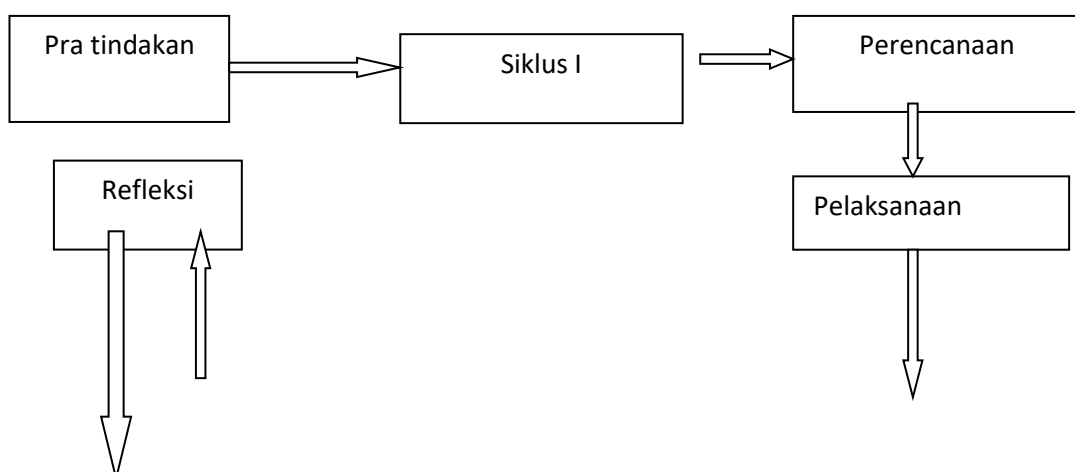 Pra tindakan
Siklus I
Perencanaan
Refleksi
Pelaksanaan